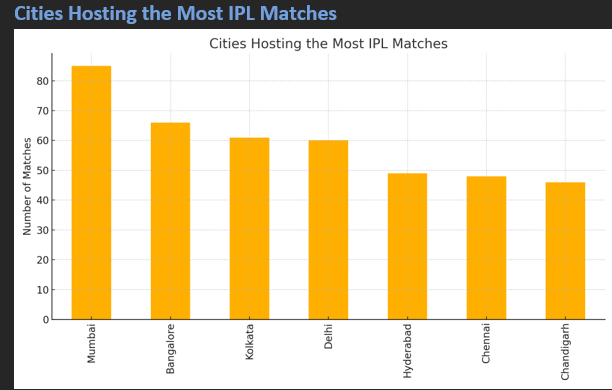 Cities Hosting the Most IPL Matches
Cities Hosting the Most IPL Matches
Number of Matches
80
70
60
50
40
30
20
10
0
Mumbai
Bangalore
Kolkata
Delhi
Hyderabad
Chennai
Chandigarh